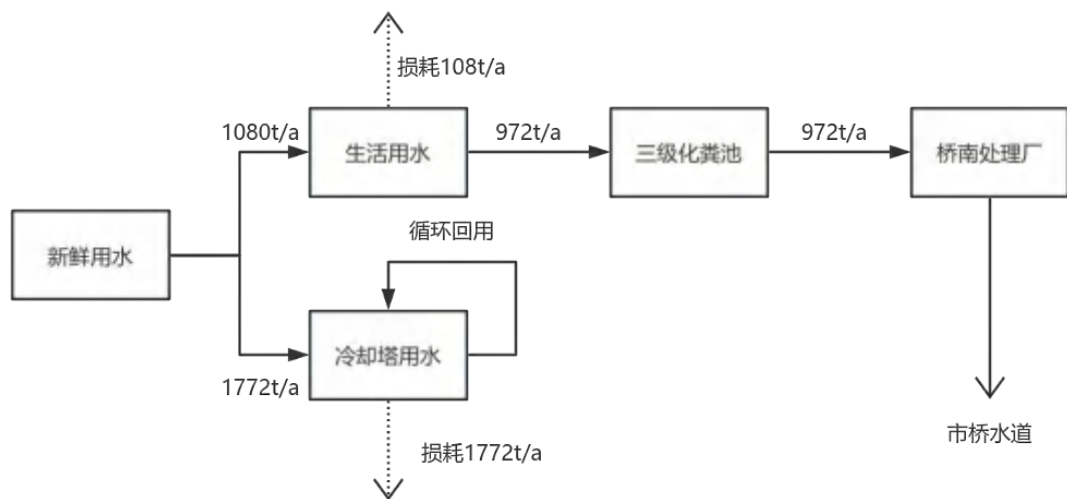 损耗108t/a
1080t/a
生活用水
972t/a
三级化粪池
972t/a
桥南处理厂
新鲜用水
循环回用
冷却塔用水
1772t/a
损耗1772t/a
市桥水道